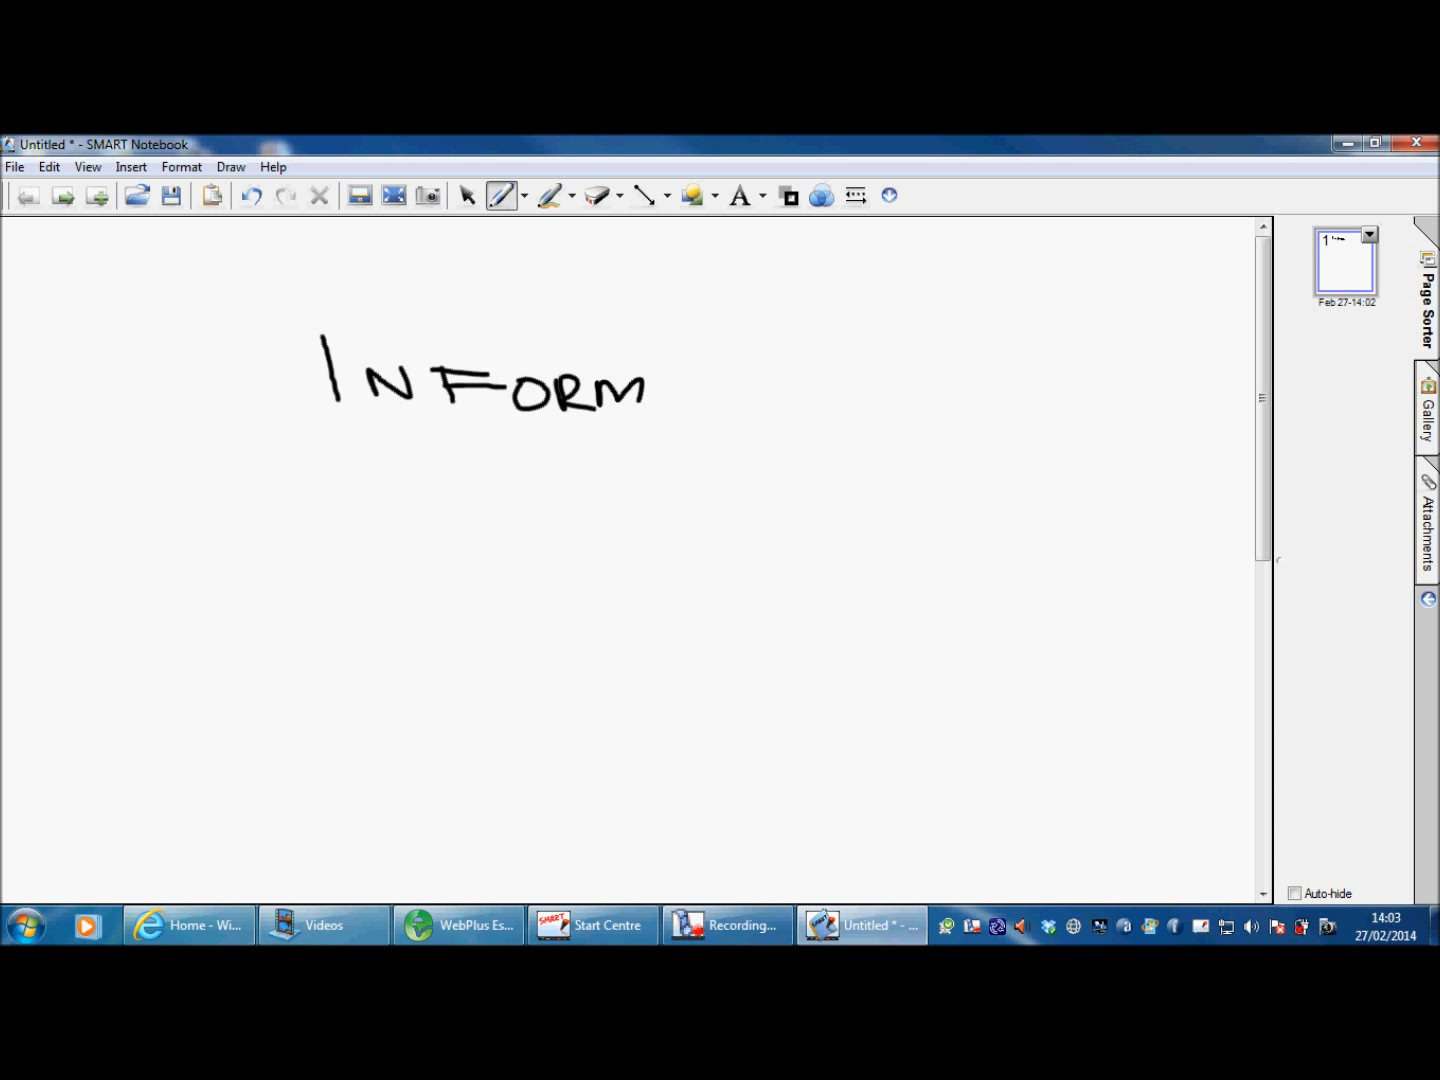 Untitled * - SMART Notebook
File Edit View Insert Format Draw Help
INFORM
1
Feb 27-14:02
Page Sorter
Gallery
Attachments
Auto-hide
Home - Wi... Videos WebPlus Es... Start Centre Recording... Untitled * - ... 14:03
27/02/2014